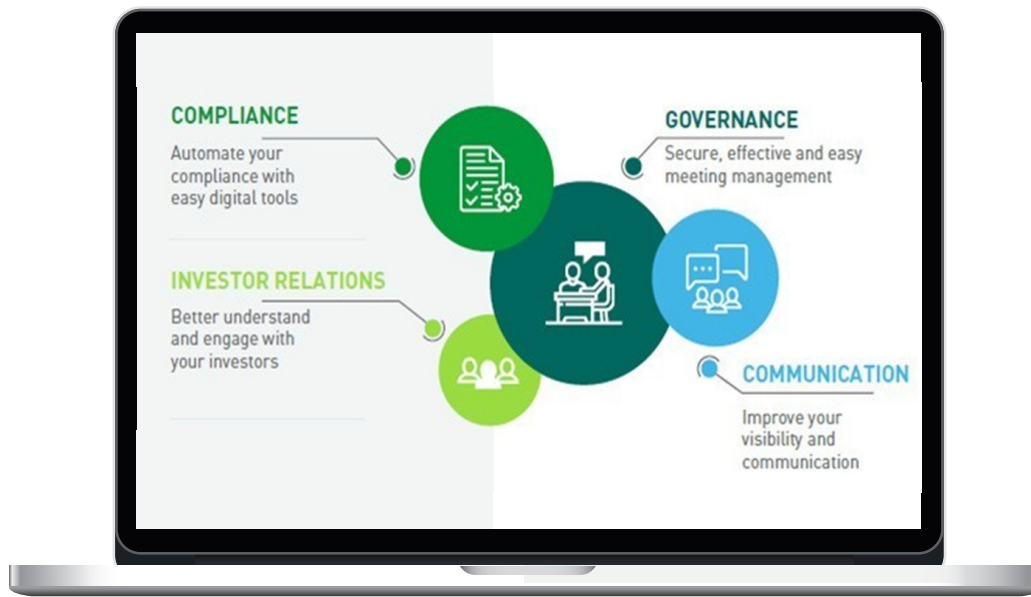 COMPLIANCE
Automate your
compliance with
easy digital tools
INVESTOR RELATIONS
Better understand
and engage with
your investors
GOVERNANCE
Secure, effective and easy
meeting management
COMMUNICATION
Improve your
visibility and
communication